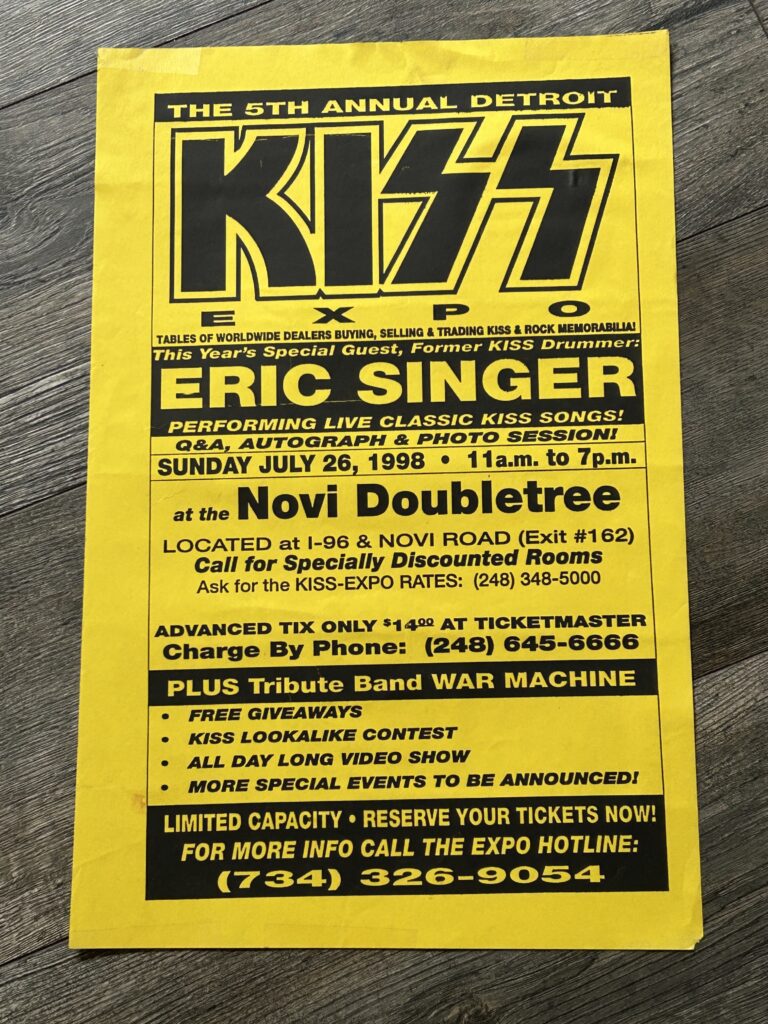 THE 5TH ANNUAL DETROIT
KISS
EXPO
TABLES OF WORLDWIDE DEALERS BUYING, SELLING & TRADING KISS & ROCK MEMORABILIA!
This Year's Special Guest, Former KISS Drummer:
ERIC SINGER
PERFORMING LIVE CLASSIC KISS SONGS!
Q&A, AUTOGRAPH & PHOTO SESSION!
SUNDAY JULY 26, 1998 • 11a.m. to 7p.m.
at the Novi Doubletree
LOCATED at I-96 & NOVI ROAD (Exit #162)
Call for Specially Discounted Rooms
Ask for the KISS-EXPO RATES: (248) 348-5000
ADVANCED TIX ONLY $1400 AT TICKETMASTER
Charge By Phone: (248) 645-6666
PLUS Tribute Band WAR MACHINE
• FREE GIVEAWAYS
• KISS LOOKALIKE CONTEST
• ALL DAY LONG VIDEO SHOW
• MORE SPECIAL EVENTS TO BE ANNOUNCED!
LIMITED CAPACITY • RESERVE YOUR TICKETS NOW!
FOR MORE INFO CALL THE EXPO HOTLINE:
(734) 326-9054